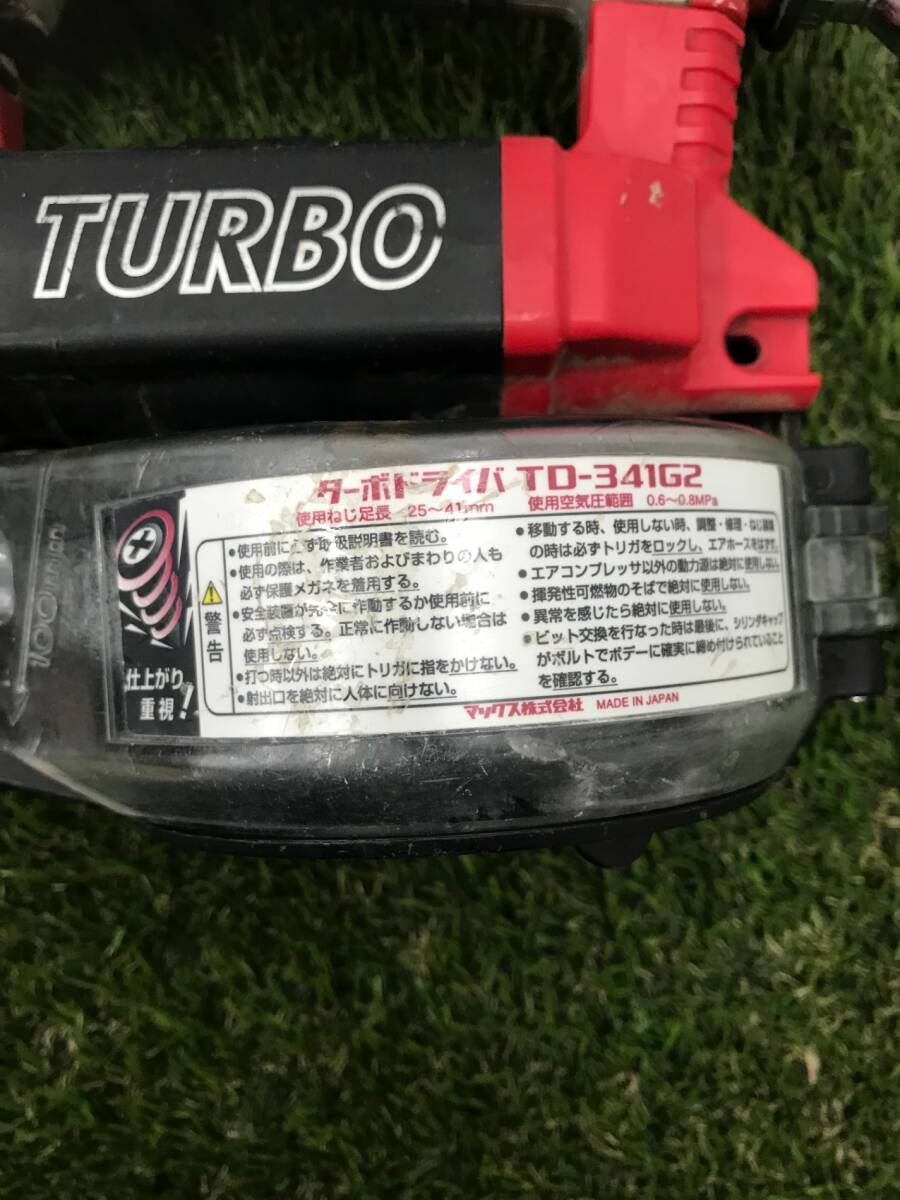 TURBO
ターボドライバ TD-341G2
使用ねじ足長 25～41mm 使用空気圧範囲 0.6～0.8MPa
仕上がり
重視!
警告
・使用前に 取扱説明書を読む。
・使用の際は、作業者およびまわりの人も
必ず保護メガネを着用する。
・安全装置が 作動するか使用前に
必ず点検する。正常に作動しない場合は
使用しない。
・打つ時以外は絶対にトリガに指をかけない。
・射出口を絶対に人体に向けない。
・移動する時、使用しない時、調整・修理・ねじ装填
の時は必ずトリガをロックし、エアホースをはずす。
・エアコンプレッサ以外の動力源は絶対に使用しない。
・揮発性可燃物のそばで絶対に使用しない。
・異常を感じたら絶対に使用しない。
・ビット交換を行なった時は最後に、シリンダキャップ
がボルトでボデーに確実に締め付けられていること
を確認する。
マックス株式会社 MADE IN JAPAN